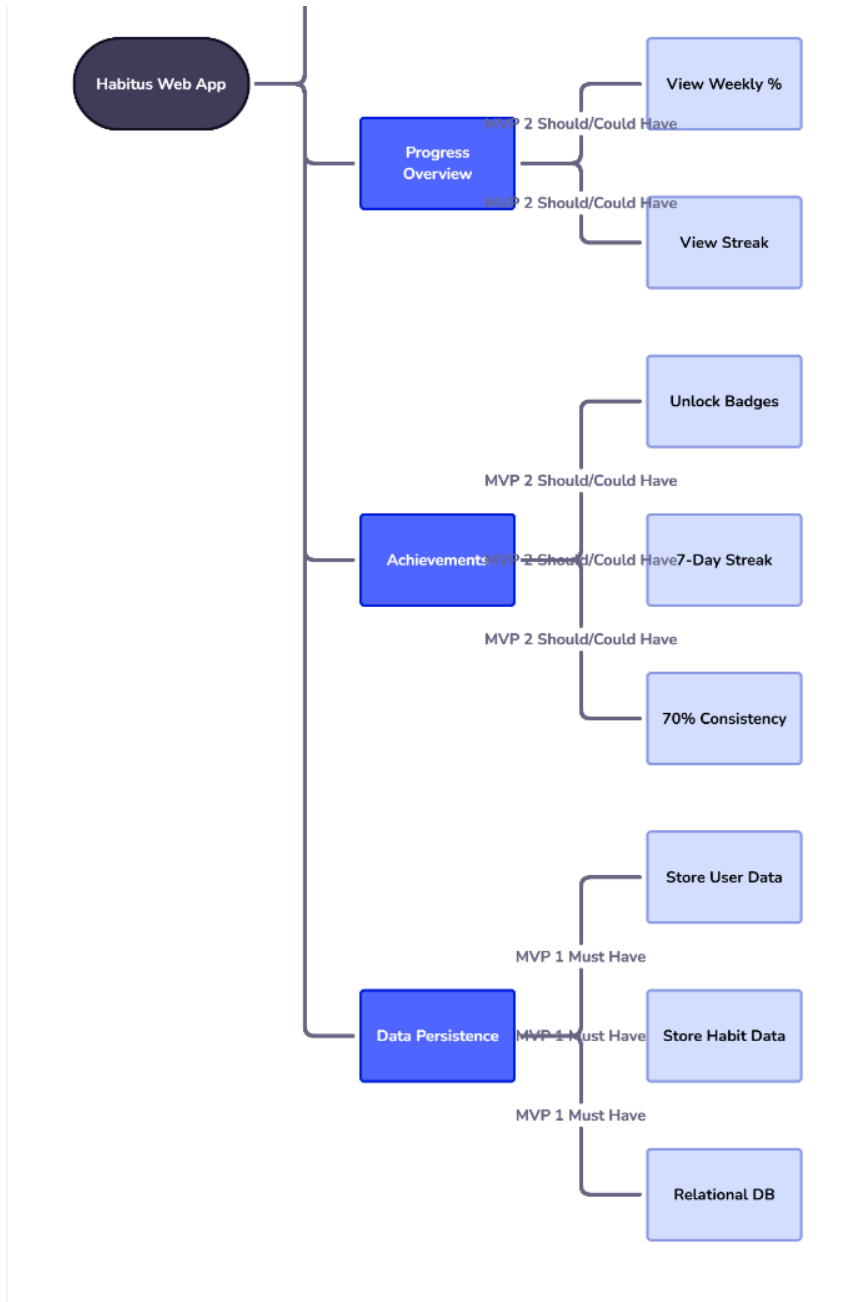 Habitus Web App
View Weekly %
MVP 2 Should/Could Have
Progress
Overview
MVP 2 Should/Could Have
View Streak
Unlock Badges
MVP 2 Should/Could Have
Achievements
MVP 2 Should/Could Have
7-Day Streak
MVP 2 Should/Could Have
70% Consistency
Store User Data
MVP 1 Must Have
Data Persistence
MVP 1 Must Have
Store Habit Data
MVP 1 Must Have
Relational DB